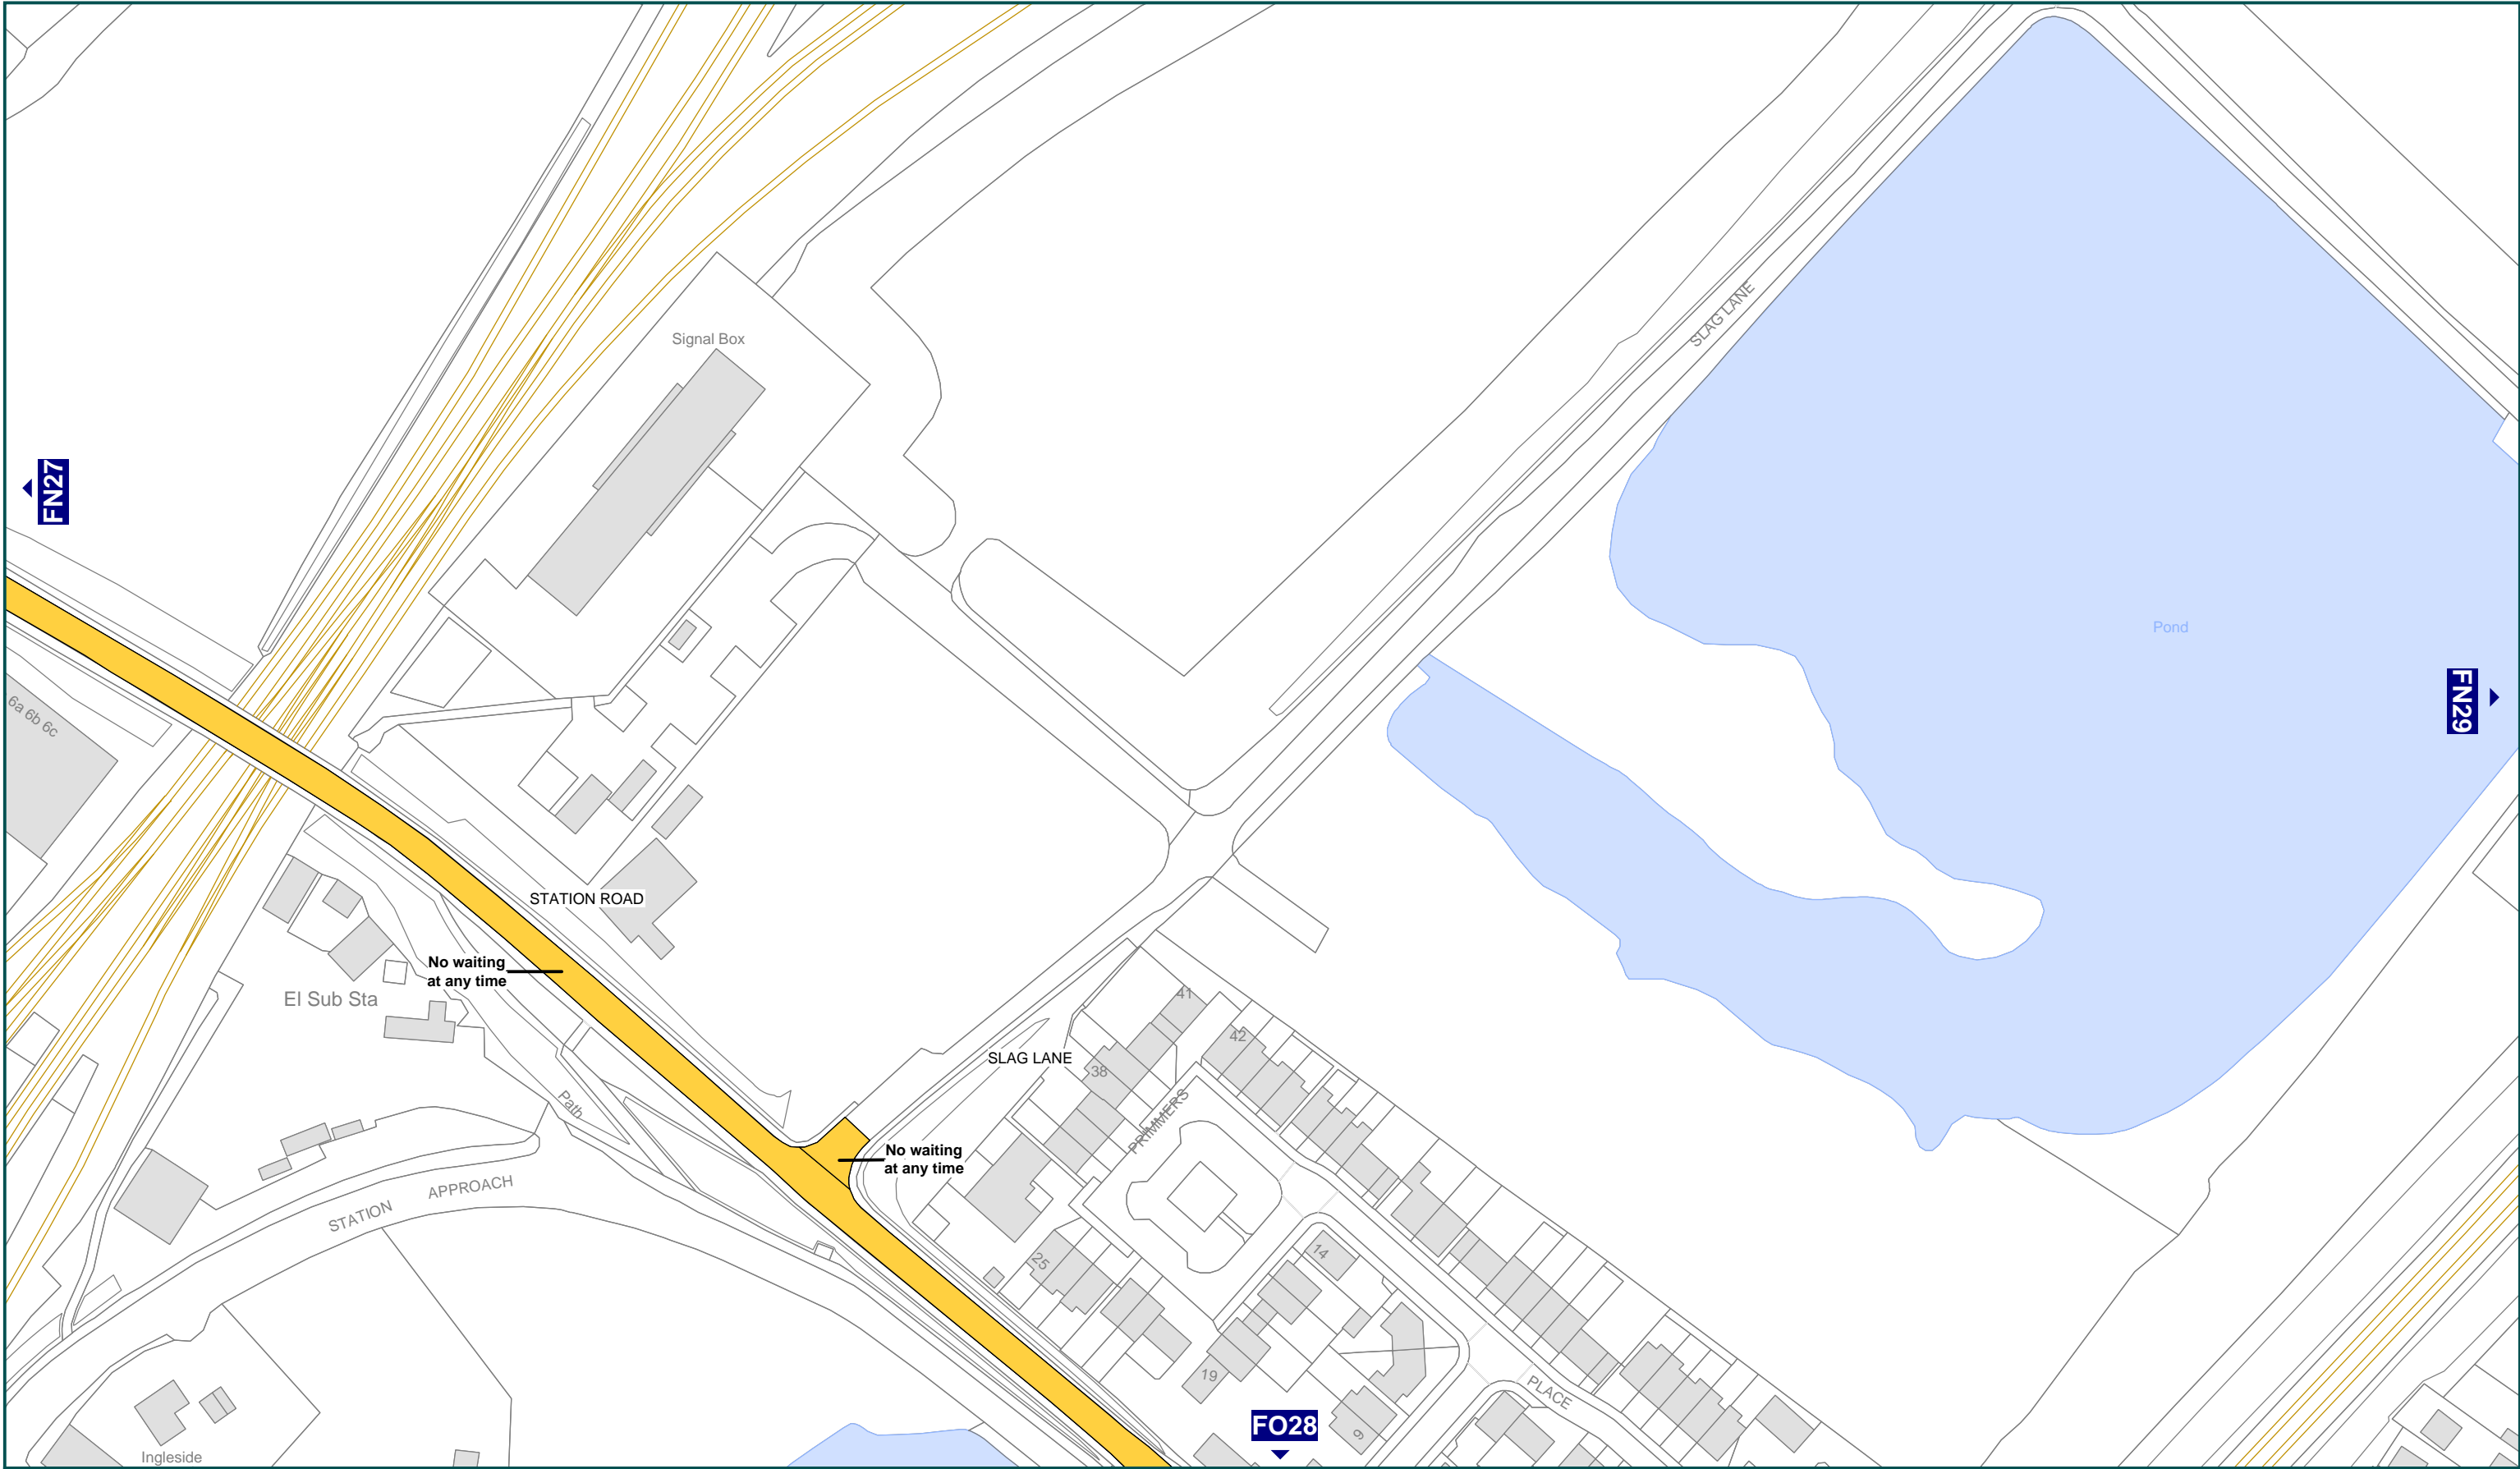 Signal Box
SLAG LANE
FN27
Pond
FN29
6a 6b 6c
STATION ROAD
No waiting
at any time
El Sub Sta
41
42
SLAG LANE
38
Path
PRIMMERS
No waiting
at any time
STATION APPROACH
25
14
19
PLACE
9
FO28
Ingleside